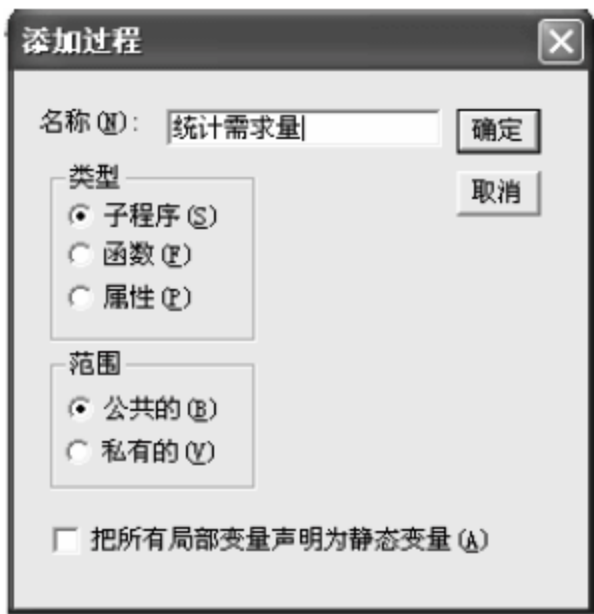 添加过程
名称(N): 统计需求量 确定
取消
类型
子程序(S)
函数(F)
属性(P)
范围
公共的(B)
私有的(V)
把所有局部变量声明为静态变量(A)